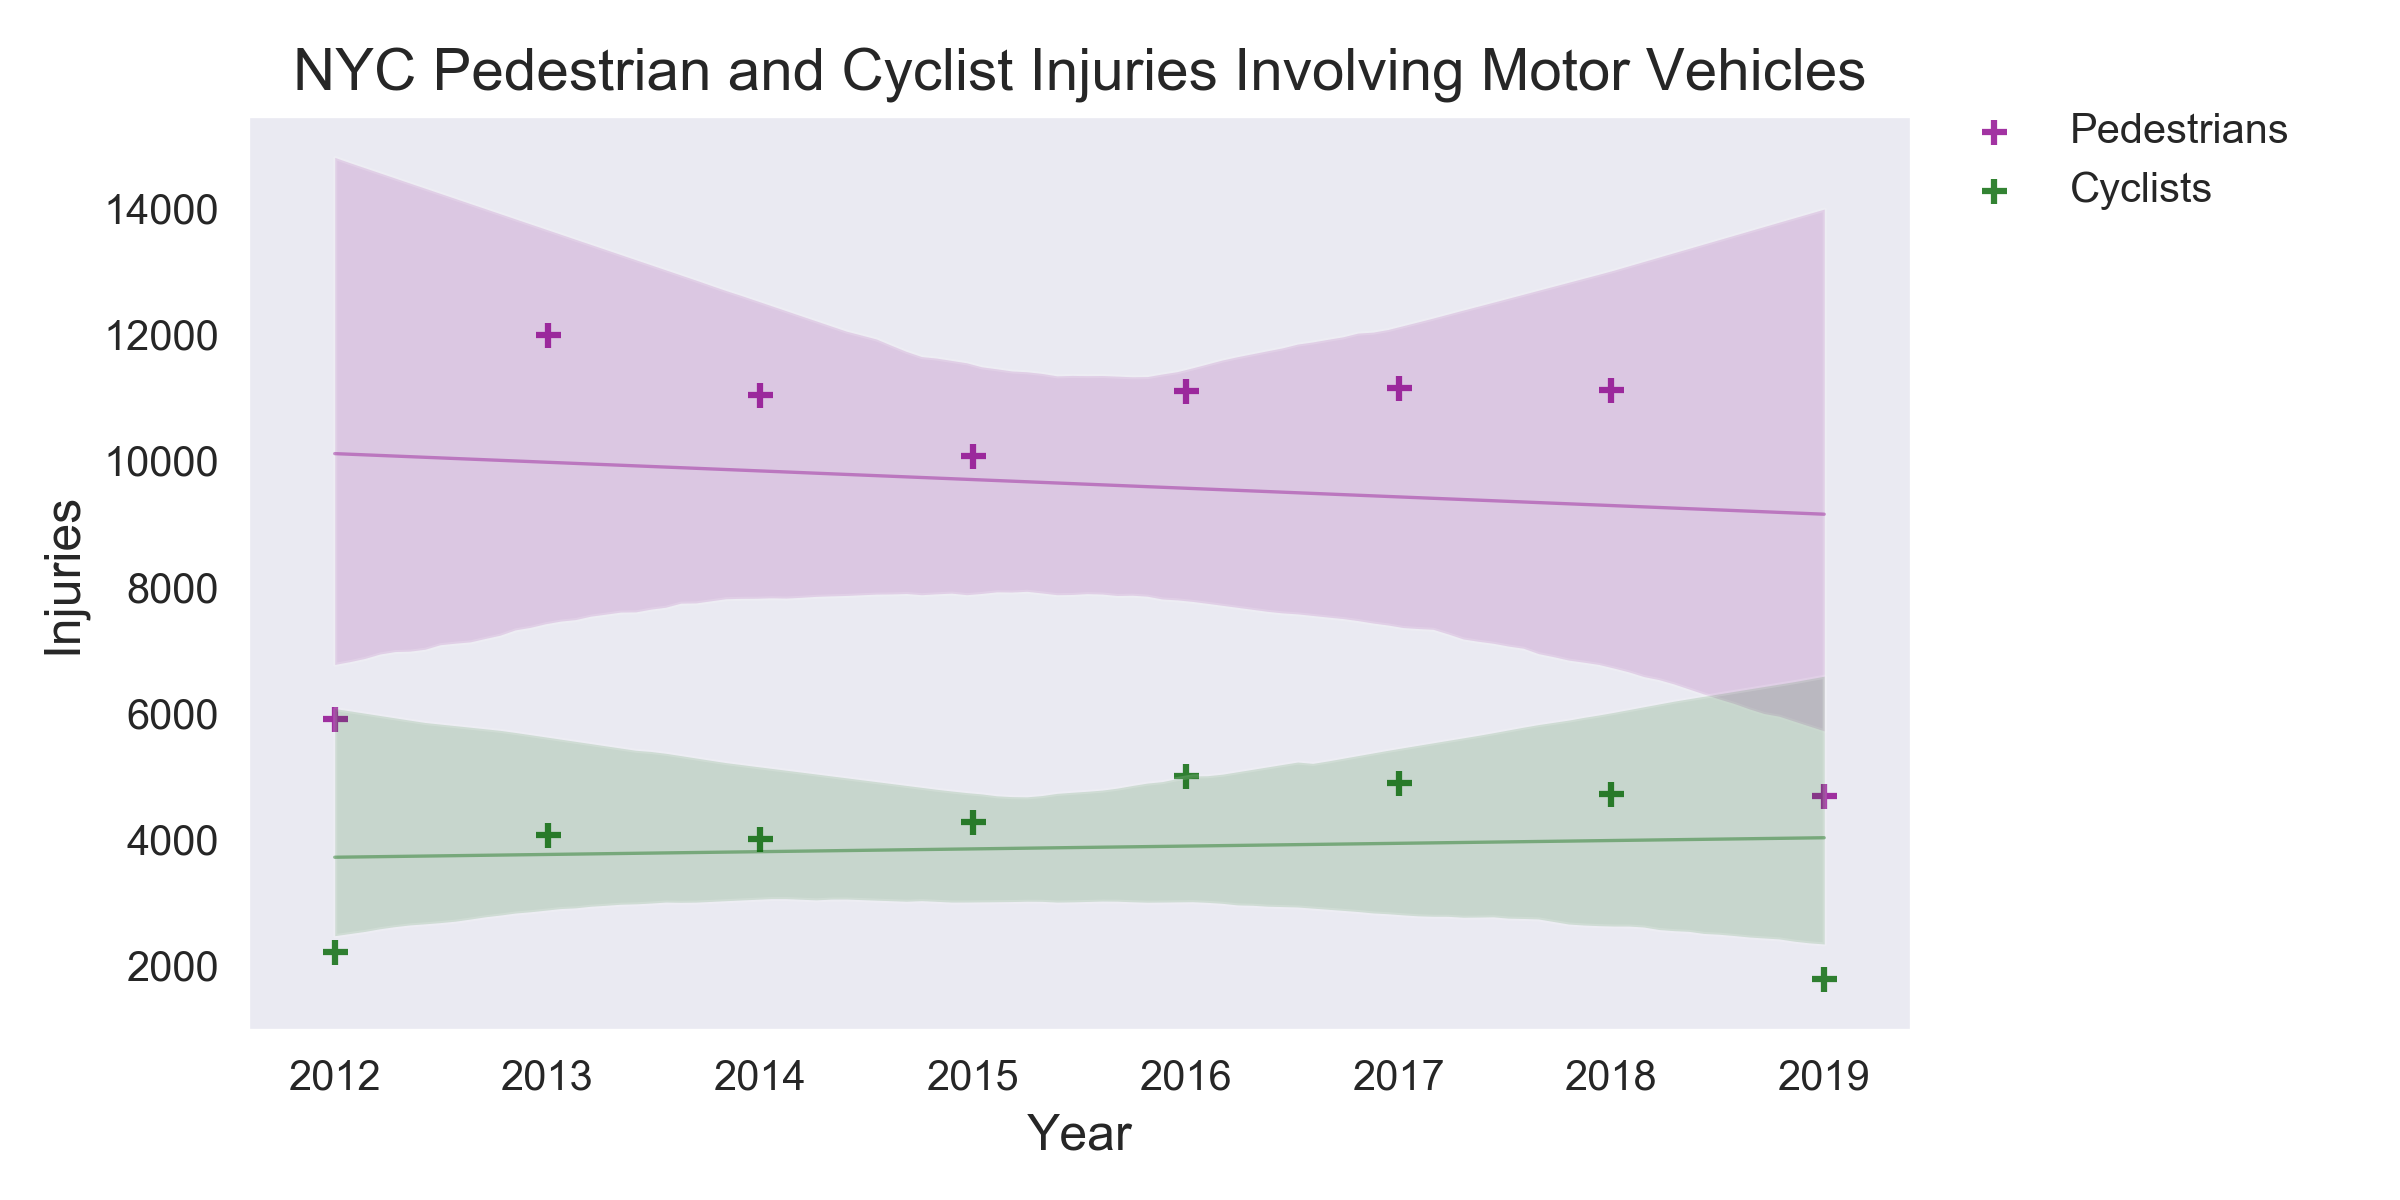 NYC Pedestrian and Cyclist Injuries Involving Motor Vehicles
Pedestrians
Cyclists
14000
12000
10000
8000
6000
4000
2000
Injuries
2012 2013 2014 2015 2016 2017 2018 2019
Year